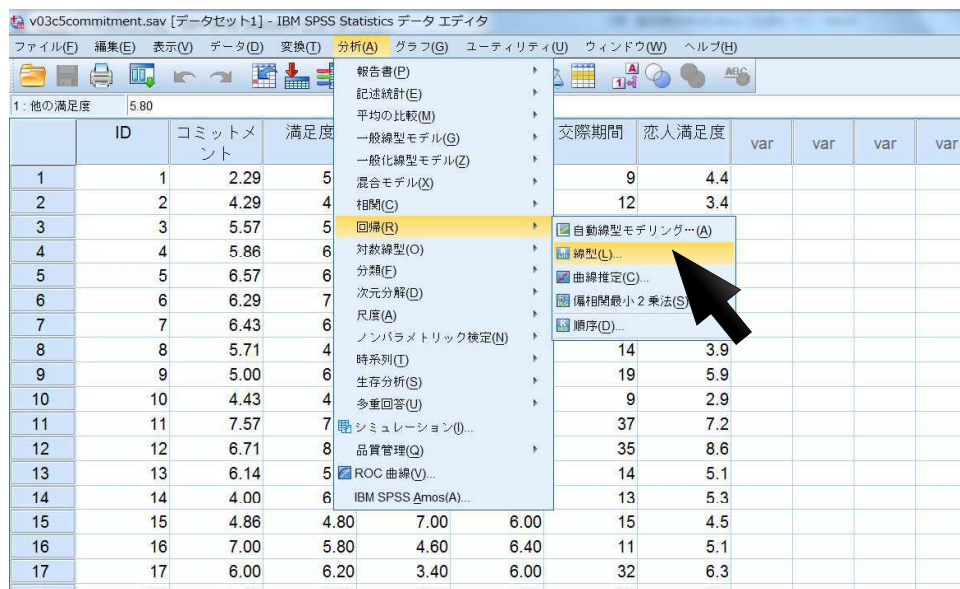 v03c5commitment.sav [データセット1] - IBM SPSS Statistics データ エディタ
ファイル(F) 編集(E) 表示(V) データ(D) 変換(T) 分析(A) グラフ(G) ユーティリティ(U) ウィンドウ(W) ヘルプ(H)
1 : 他の満足度 5.80
ID コミットメント 満足度 交際期間 恋人満足度 var var var var
報告書(P)
記述統計(E)
平均の比較(M)
一般線型モデル(G)
一般化線型モデル(Z)
混合モデル(X)
相関(C)
回帰(R)
対数線型(O)
分類(F)
次元分解(D)
尺度(A)
ノンパラメトリック検定(N)
時系列(T)
生存分析(S)
多重回答(U)
シミュレーション(I)...
品質管理(Q)
ROC 曲線(V)...
IBM SPSS Amos(A)...
自動線型モデリング…(A)
線型(L)...
曲線推定(C)...
偏相関最小 2 乗法(S)
順序(D)...
1 1 2.29 5 9 4.4
2 2 4.29 4 12 3.4
3 3 5.57 5
4 4 5.86 6
5 5 6.57 6
6 6 6.29 7
7 7 6.43 6
8 8 5.71 4 14 3.9
9 9 5.00 6 19 5.9
10 10 4.43 4 9 2.9
11 11 7.57 7 37 7.2
12 12 6.71 8 35 8.6
13 13 6.14 5 14 5.1
14 14 4.00 6 13 5.3
15 15 4.86 4.80 7.00 6.00 15 4.5
16 16 7.00 5.80 4.60 6.40 11 5.1
17 17 6.00 6.20 3.40 6.00 32 6.3